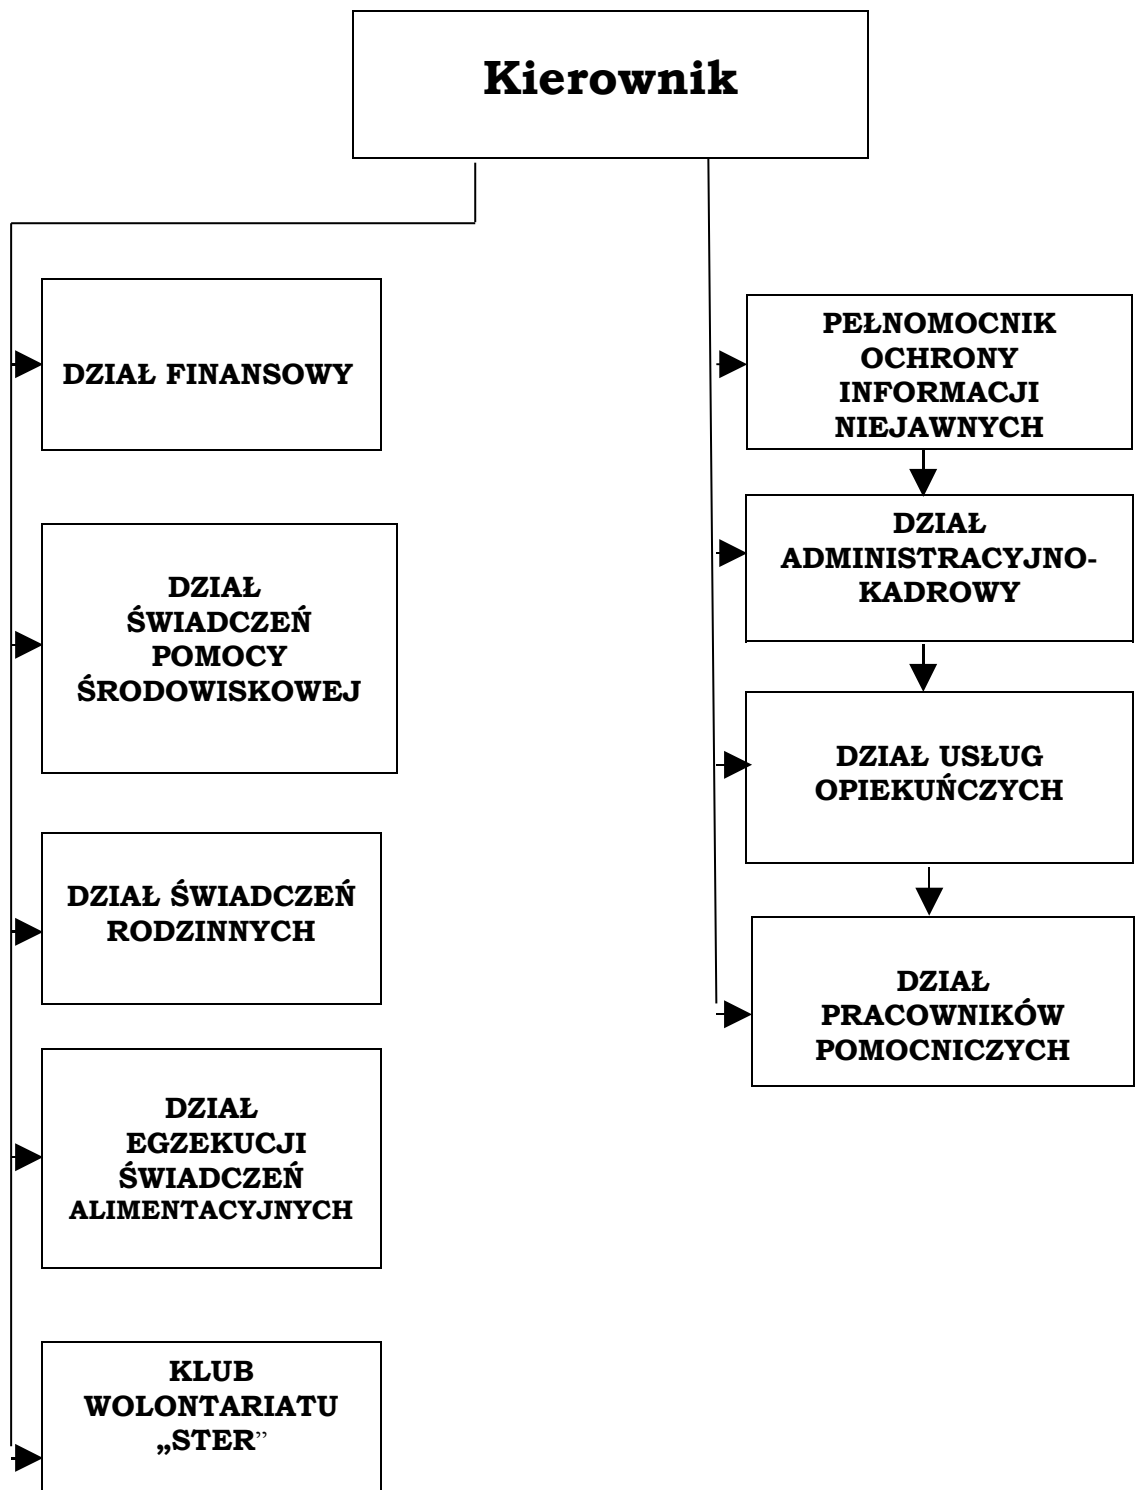 Kierownik
DZIAŁ FINANSOWY
DZIAŁ
ŚWIADCZEŃ
POMOCY
ŚRODOWISKOWEJ
DZIAŁ ŚWIADCZEŃ
RODZINNYCH
DZIAŁ
EGZEKUCJI
ŚWIADCZEŃ
ALIMENTACYJNYCH
KLUB
WOLONTARIATU
„STER”
PEŁNOMOCNIK
OCHRONY
INFORMACJI
NIEJAWNYCH
DZIAŁ
ADMINISTRACYJNO-
KADROWY
DZIAŁ USŁUG
OPIEKUŃCZYCH
DZIAŁ
PRACOWNIKÓW
POMOCNICZYCH